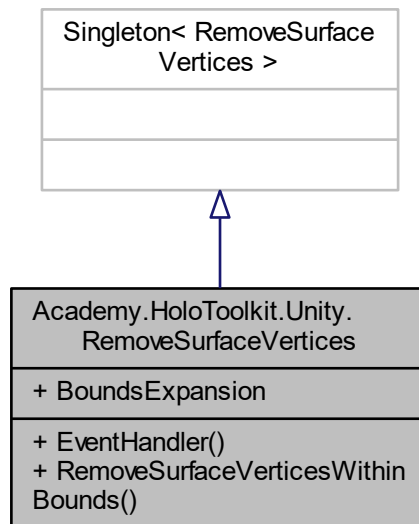 Singleton< RemoveSurface
Vertices >
Academy.HoloToolkit.Unity.
RemoveSurfaceVertices
+ BoundsExpansion
+ EventHandler()
+ RemoveSurfaceVerticesWithin
Bounds()